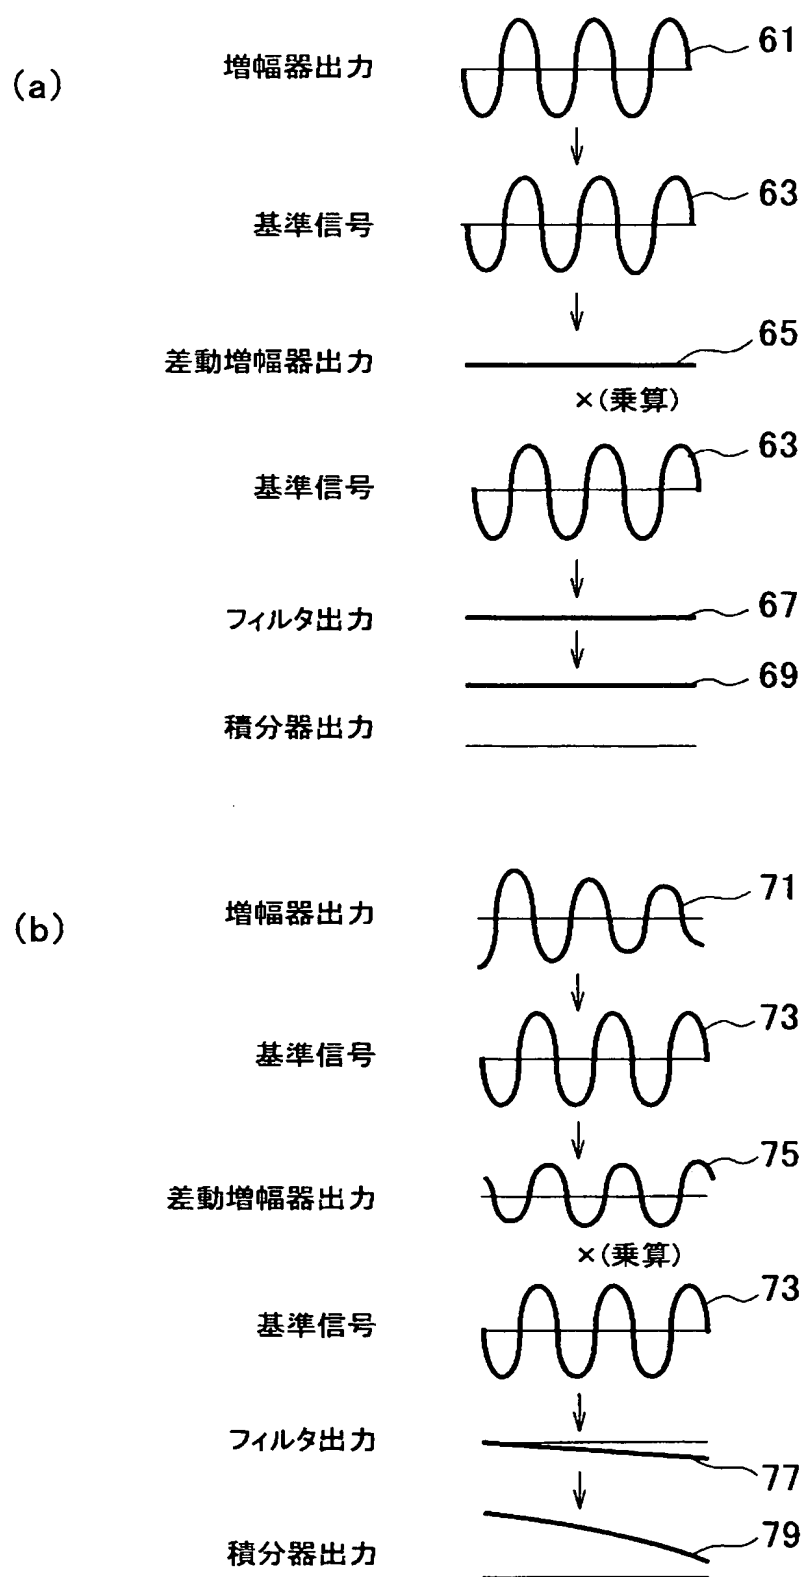 (a)
増幅器出力 61
基準信号 63
差動増幅器出力 65
×(乗算)
基準信号 63
フィルタ出力 67
69
積分器出力
(b)
増幅器出力 71
基準信号 73
差動増幅器出力 75
×(乗算)
基準信号 73
フィルタ出力
77
積分器出力 79